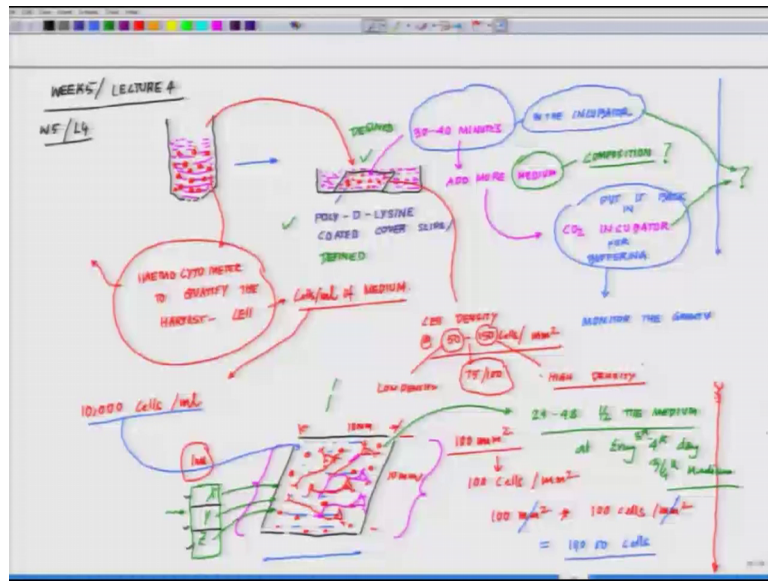 WEEK5/ LECTURE 4
W5/L4
DEFINED
30-40 MINUTES
IN THE INCUBATOR
ADD MORE MEDIUM
COMPOSITION ?
?
POLY-D-LYSINE
COATED COVER SLIPS/
DEFINED
PUT IT BACK
IN
CO2 INCUBATOR
FOR
BUFFERING
MONITOR THE GROWTH
HAEMOCYTOMETER
TO QUANTIFY THE
HARVEST- CELL
Cells/ml of MEDIUM
CELL DENSITY
@ 50 - 150 Cells/mm²
75/100
LOW DENSITY
HIGH DENSITY
10,000 Cells/ml
1ml
X
Y
Z
10mm
10mm
100 mm²
100 cells/mm²
100 mm² * 100 cells/mm²
= 10000 cells
24-48 1/2 THE MEDIUM
at Every 3rd 4th day
Medium